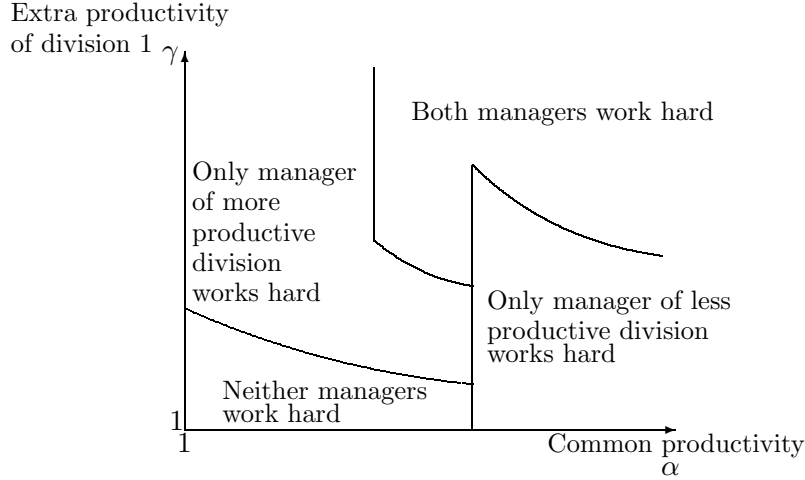 Extra productivity
of division 1 γ
Both managers work hard
Only manager
of more
productive
division
works hard
Only manager of less
productive division
works hard
Neither managers
work hard
1
1
Common productivity
α